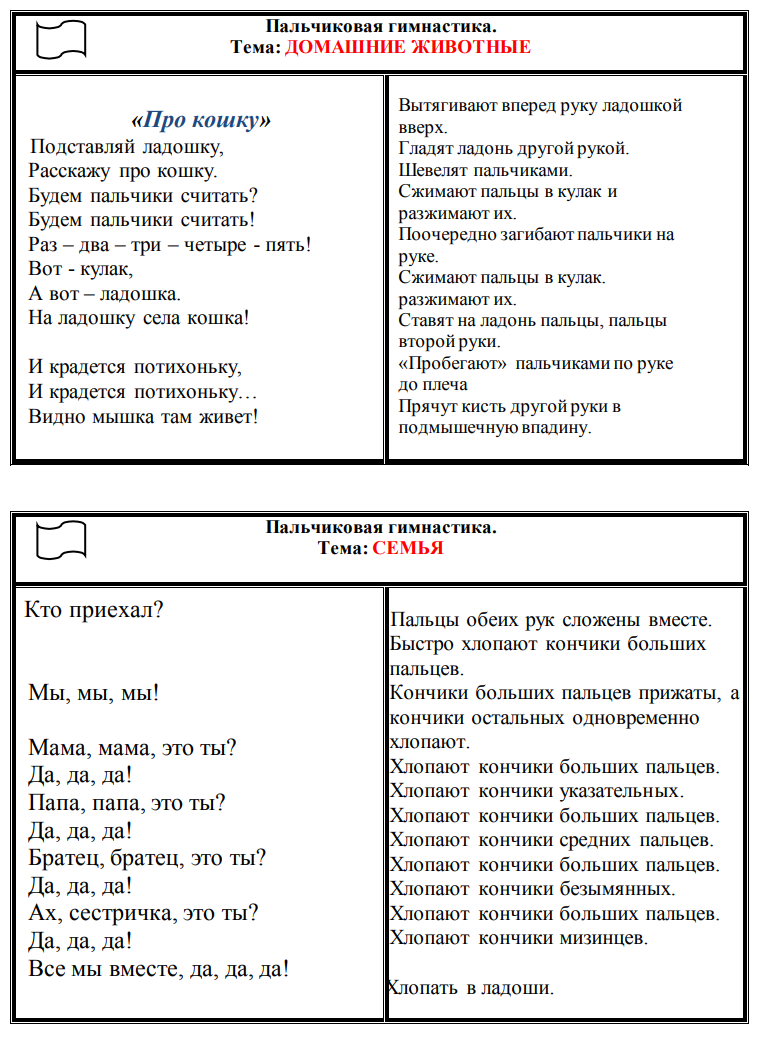 Пальчиковая гимнастика.
Тема: ДОМАШНИЕ ЖИВОТНЫЕ
«Про кошку»
Подставляй ладошку,
Расскажу про кошку.
Будем пальчики считать?
Будем пальчики считать!
Раз – два – три – четыре - пять!
Вот - кулак,
А вот – ладошка.
На ладошку села кошка!
И крадется потихоньку,
И крадется потихоньку…
Видно мышка там живет!
Вытягивают вперед руку ладошкой
вверх.
Гладят ладонь другой рукой.
Шевелят пальчиками.
Сжимают пальцы в кулак и
разжимают их.
Поочередно загибают пальчики на
руке.
Сжимают пальцы в кулак.
разжимают их.
Ставят на ладонь пальцы, пальцы
второй руки.
«Пробегают» пальчиками по руке
до плеча
Прячут кисть другой руки в
подмышечную впадину.
Пальчиковая гимнастика.
Тема: СЕМЬЯ
Кто приехал?
Мы, мы, мы!
Мама, мама, это ты?
Да, да, да!
Папа, папа, это ты?
Да, да, да!
Братец, братец, это ты?
Да, да, да!
Ах, сестричка, это ты?
Да, да, да!
Все мы вместе, да, да, да!
Пальцы обеих рук сложены вместе.
Быстро хлопают кончики больших
пальцев.
Кончики больших пальцев прижаты, а
кончики остальных одновременно
хлопают.
Хлопают кончики больших пальцев.
Хлопают кончики указательных.
Хлопают кончики больших пальцев.
Хлопают кончики средних пальцев.
Хлопают кончики больших пальцев.
Хлопают кончики безымянных.
Хлопают кончики больших пальцев.
Хлопают кончики мизинцев.
Хлопать в ладоши.